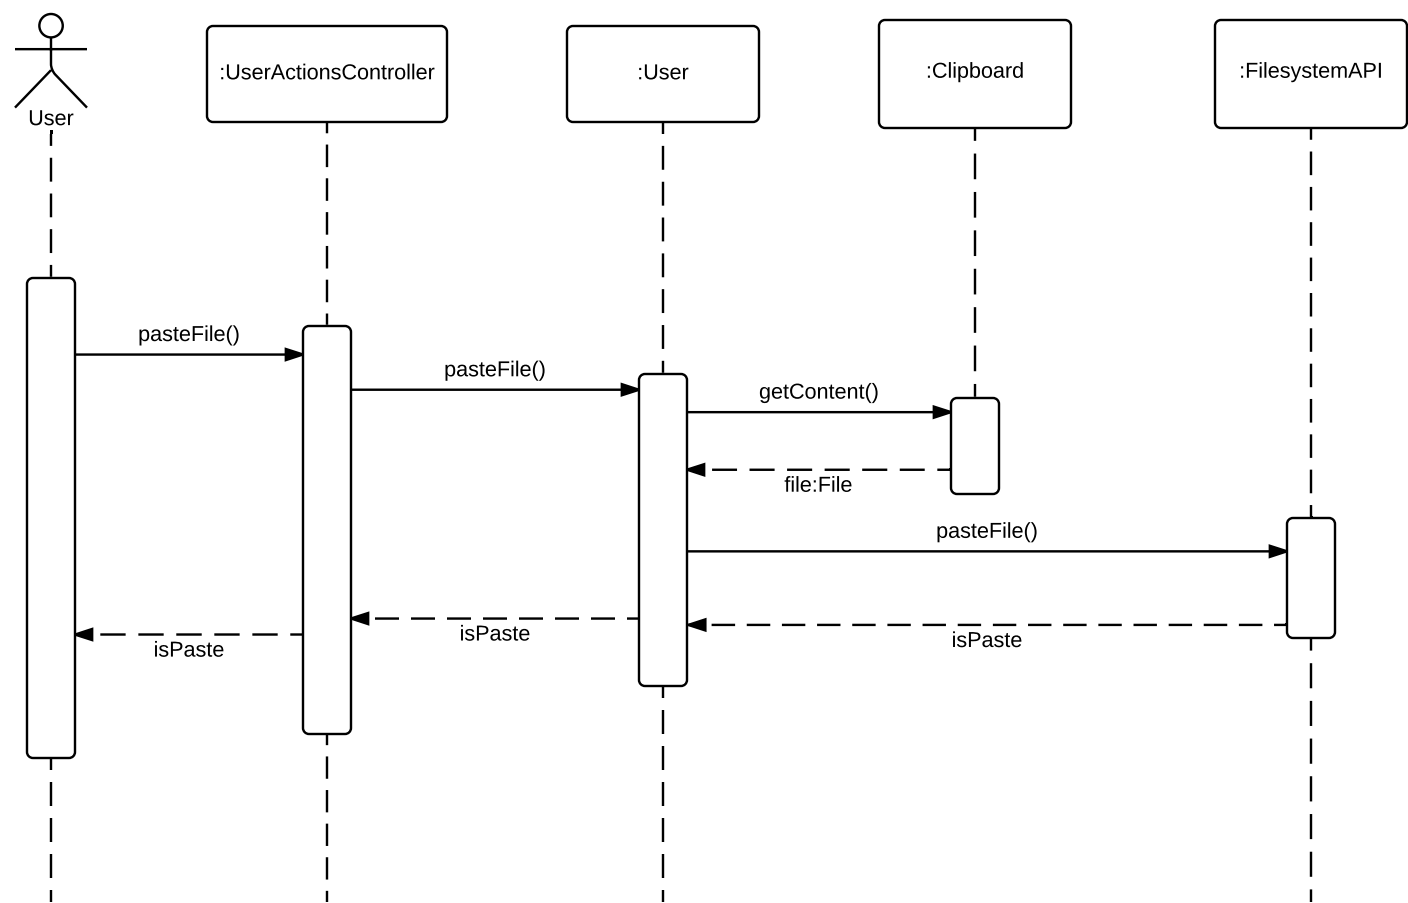 User
:UserActionsController
:User
:Clipboard
:FilesystemAPI
pasteFile()
pasteFile()
getContent()
file:File
pasteFile()
isPaste
isPaste
isPaste